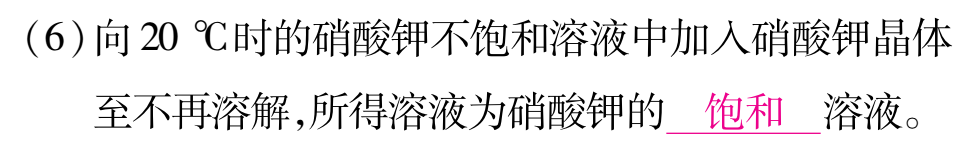 (6)向20 ℃时的硝酸钾不饱和溶液中加入硝酸钾晶体
至不再溶解,所得溶液为硝酸钾的 饱和 溶液。